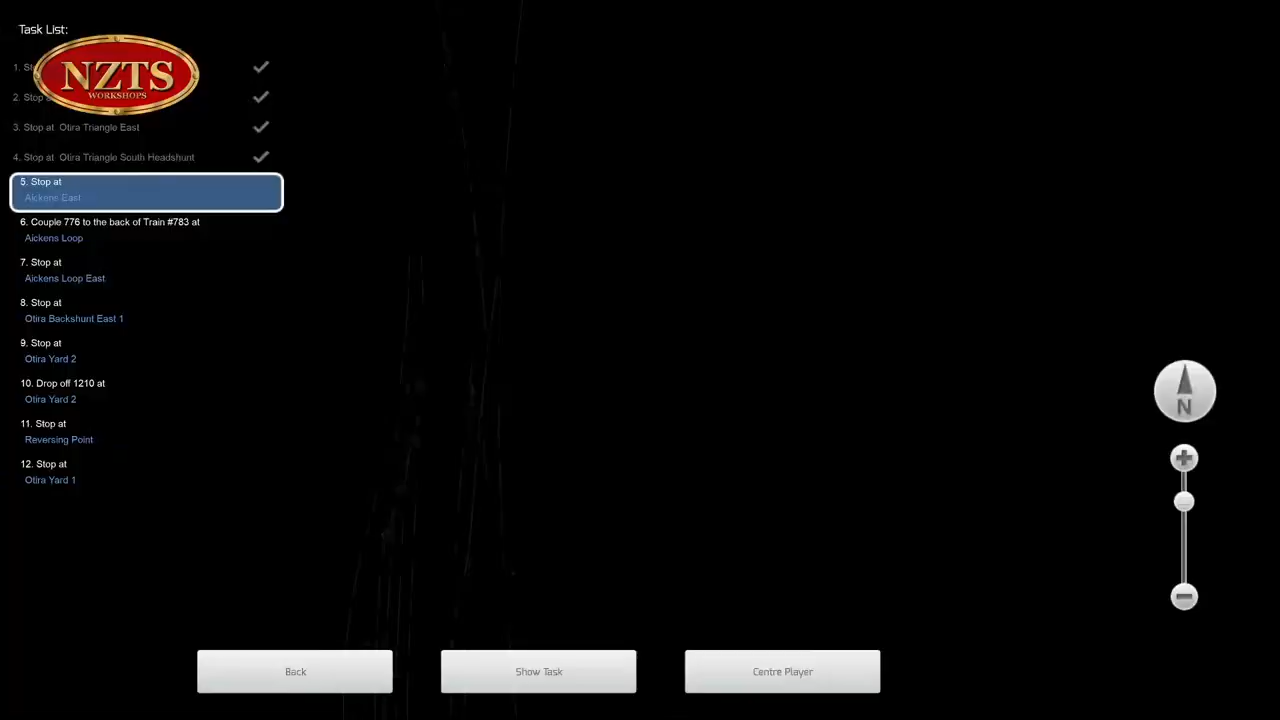 Task List:
NZTS
WORKSHOPS
1.
2. Stop
3. Stop at Otira Triangle East
4. Stop at Otira Triangle South Headshunt
5. Stop at
Aickens East
6. Couple 776 to the back of Train #783 at
Aickens Loop
7. Stop at
Aickens Loop East
8. Stop at
Otira Backshunt East 1
9. Stop at
Otira Yard 2
10. Drop off 1210 at
Otira Yard 2
11. Stop at
Reversing Point
12. Stop at
Otira Yard 1
N
Back
Show Task
Centre Player